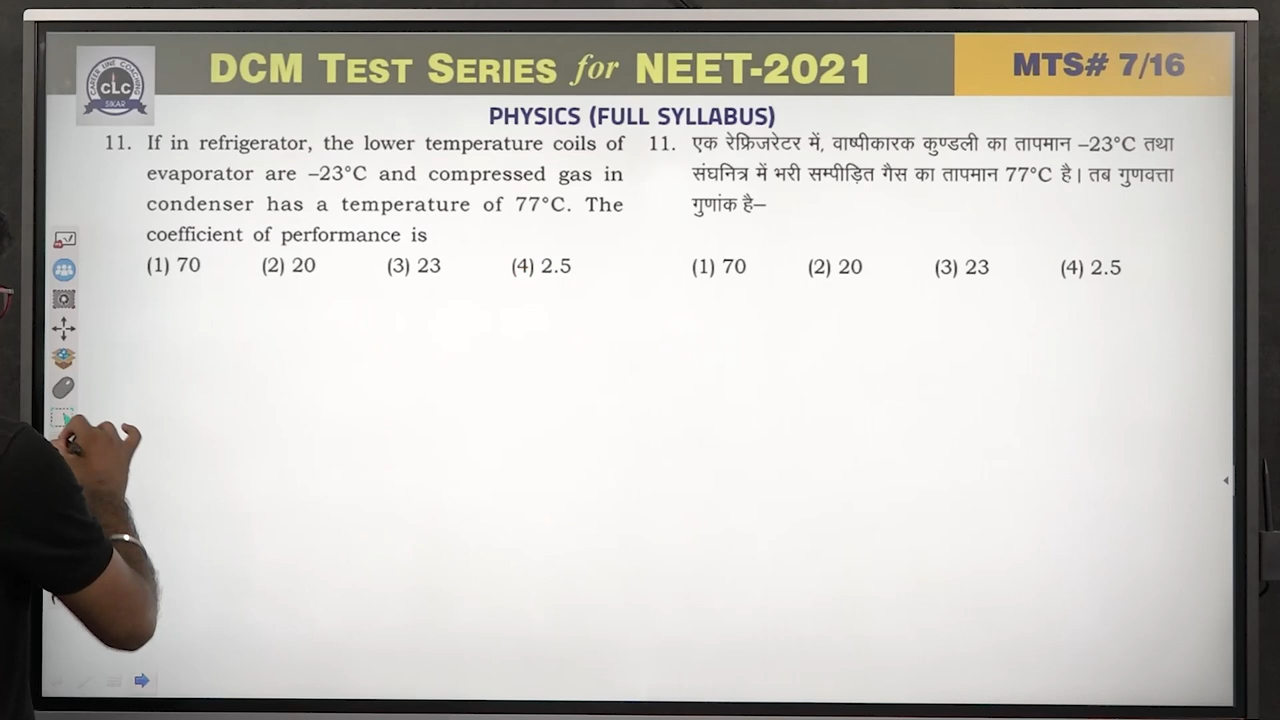 DCM TEST SERIES for NEET-2021
MTS# 7/16
CAREER LINE COACHING
CLC
SIKAR
PHYSICS (FULL SYLLABUS)
11. If in refrigerator, the lower temperature coils of
evaporator are –23°C and compressed gas in
condenser has a temperature of 77°C. The
coefficient of performance is
(1) 70 (2) 20 (3) 23 (4) 2.5
11. एक रेफ्रिजरेटर में, वाष्पीकारक कुण्डली का तापमान –23°C तथा
संघनित्र में भरी सम्पीड़ित गैस का तापमान 77°C है। तब गुणवत्ता
गुणांक है–
(1) 70 (2) 20 (3) 23 (4) 2.5